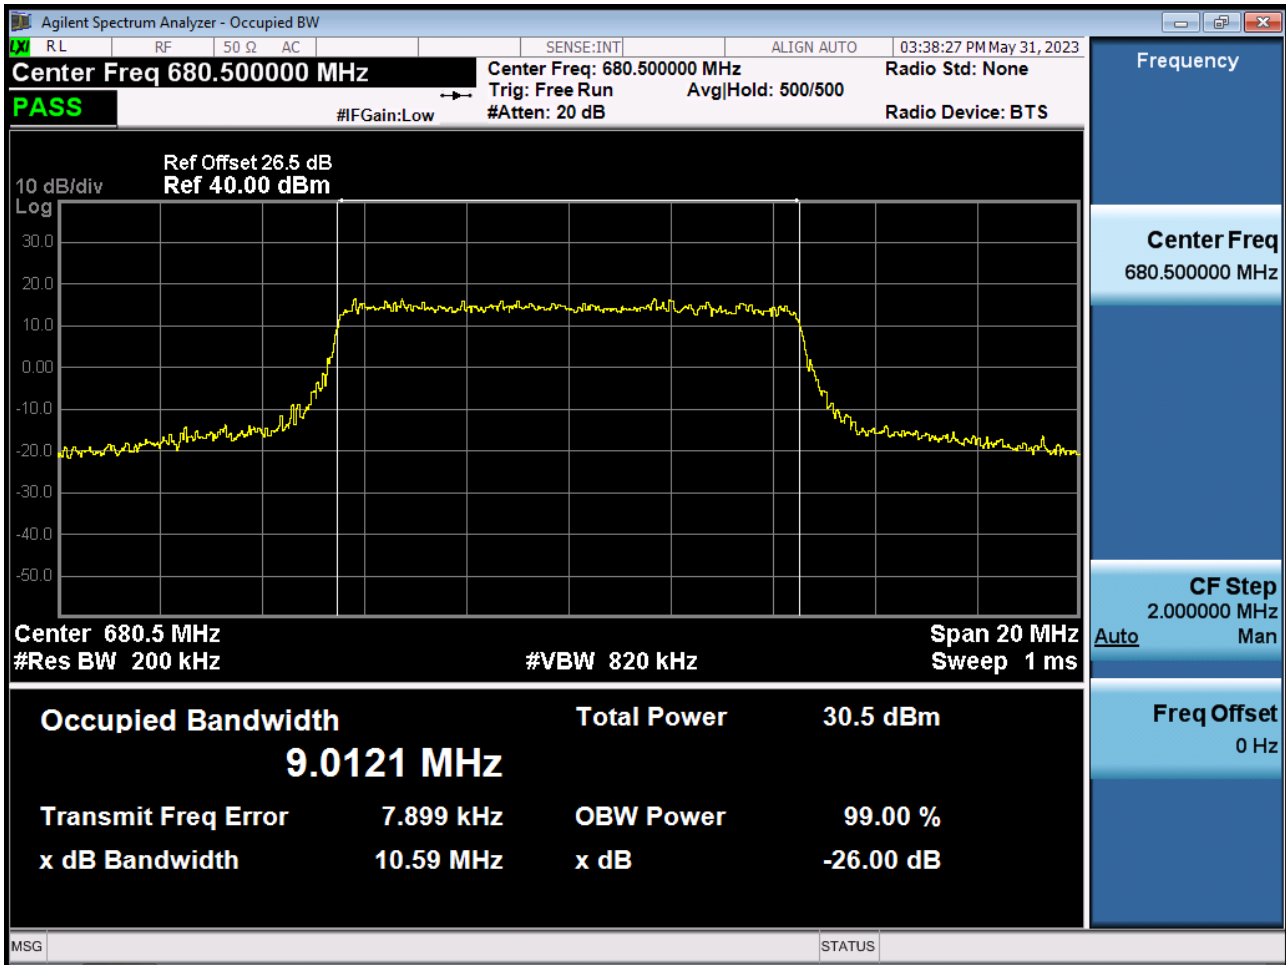 Agilent Spectrum Analyzer - Occupied BW
LXI RL RF 50 Ω AC SENSE:INT ALIGN AUTO 03:38:27 PM May 31, 2023
Center Freq 680.500000 MHz
Center Freq: 680.500000 MHz Radio Std: None
Trig: Free Run Avg|Hold: 500/500
PASS
#IFGain:Low #Atten: 20 dB Radio Device: BTS
Frequency
Ref Offset 26.5 dB
10 dB/div Ref 40.00 dBm
Log
30.0
20.0
10.0
0.00
-10.0
-20.0
-30.0
-40.0
-50.0
Center 680.5 MHz Span 20 MHz
#Res BW 200 kHz #VBW 820 kHz Sweep 1 ms
Center Freq
680.500000 MHz
CF Step
2.000000 MHz
Auto Man
Freq Offset
0 Hz
Occupied Bandwidth Total Power 30.5 dBm
9.0121 MHz
Transmit Freq Error 7.899 kHz OBW Power 99.00 %
x dB Bandwidth 10.59 MHz x dB -26.00 dB
MSG STATUS